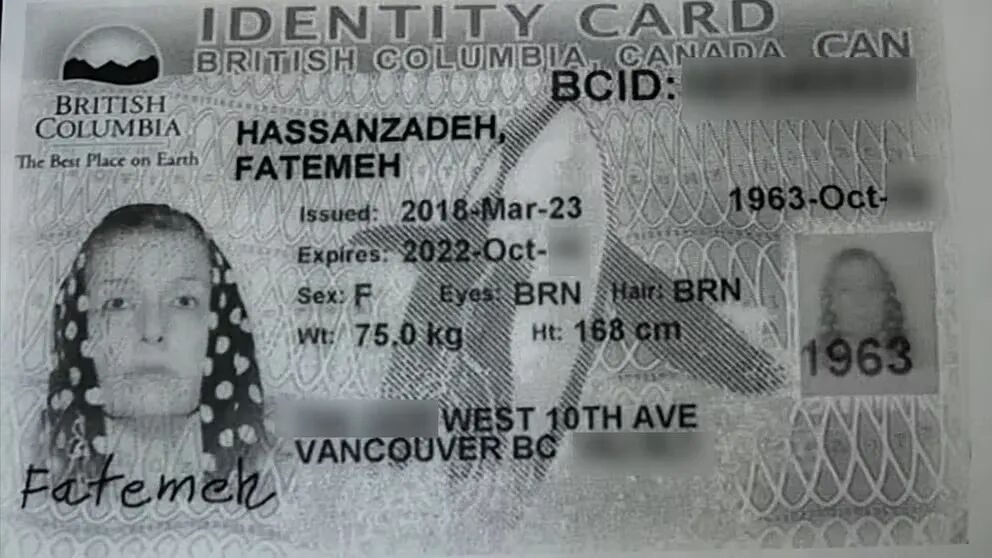 IDENTITY CARD
BRITISH COLUMBIA, CANADA CAN
BRITISH
COLUMBIA
The Best Place on Earth
BCID:
HASSANZADEH,
FATEMEH
Issued: 2018-Mar-23
1963-Oct-
Expires: 2022-Oct-
Sex: F Eyes: BRN Hair: BRN
Wt: 75.0 kg Ht: 168 cm
1963
WEST 10TH AVE
VANCOUVER BC
Fatemeh